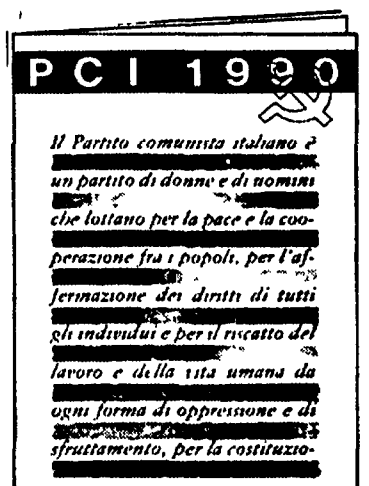 PCI 1990
Il Partito comunista italiano è
un partito di donne e di uomini
che lottano per la pace e la coo-
perazione fra i popoli, per l'af-
fermazione dei diritti di tutti
gli individui e per il riscatto del
lavoro e della vita umana da
ogni forma di oppressione e di
sfruttamento, per la costituzio-